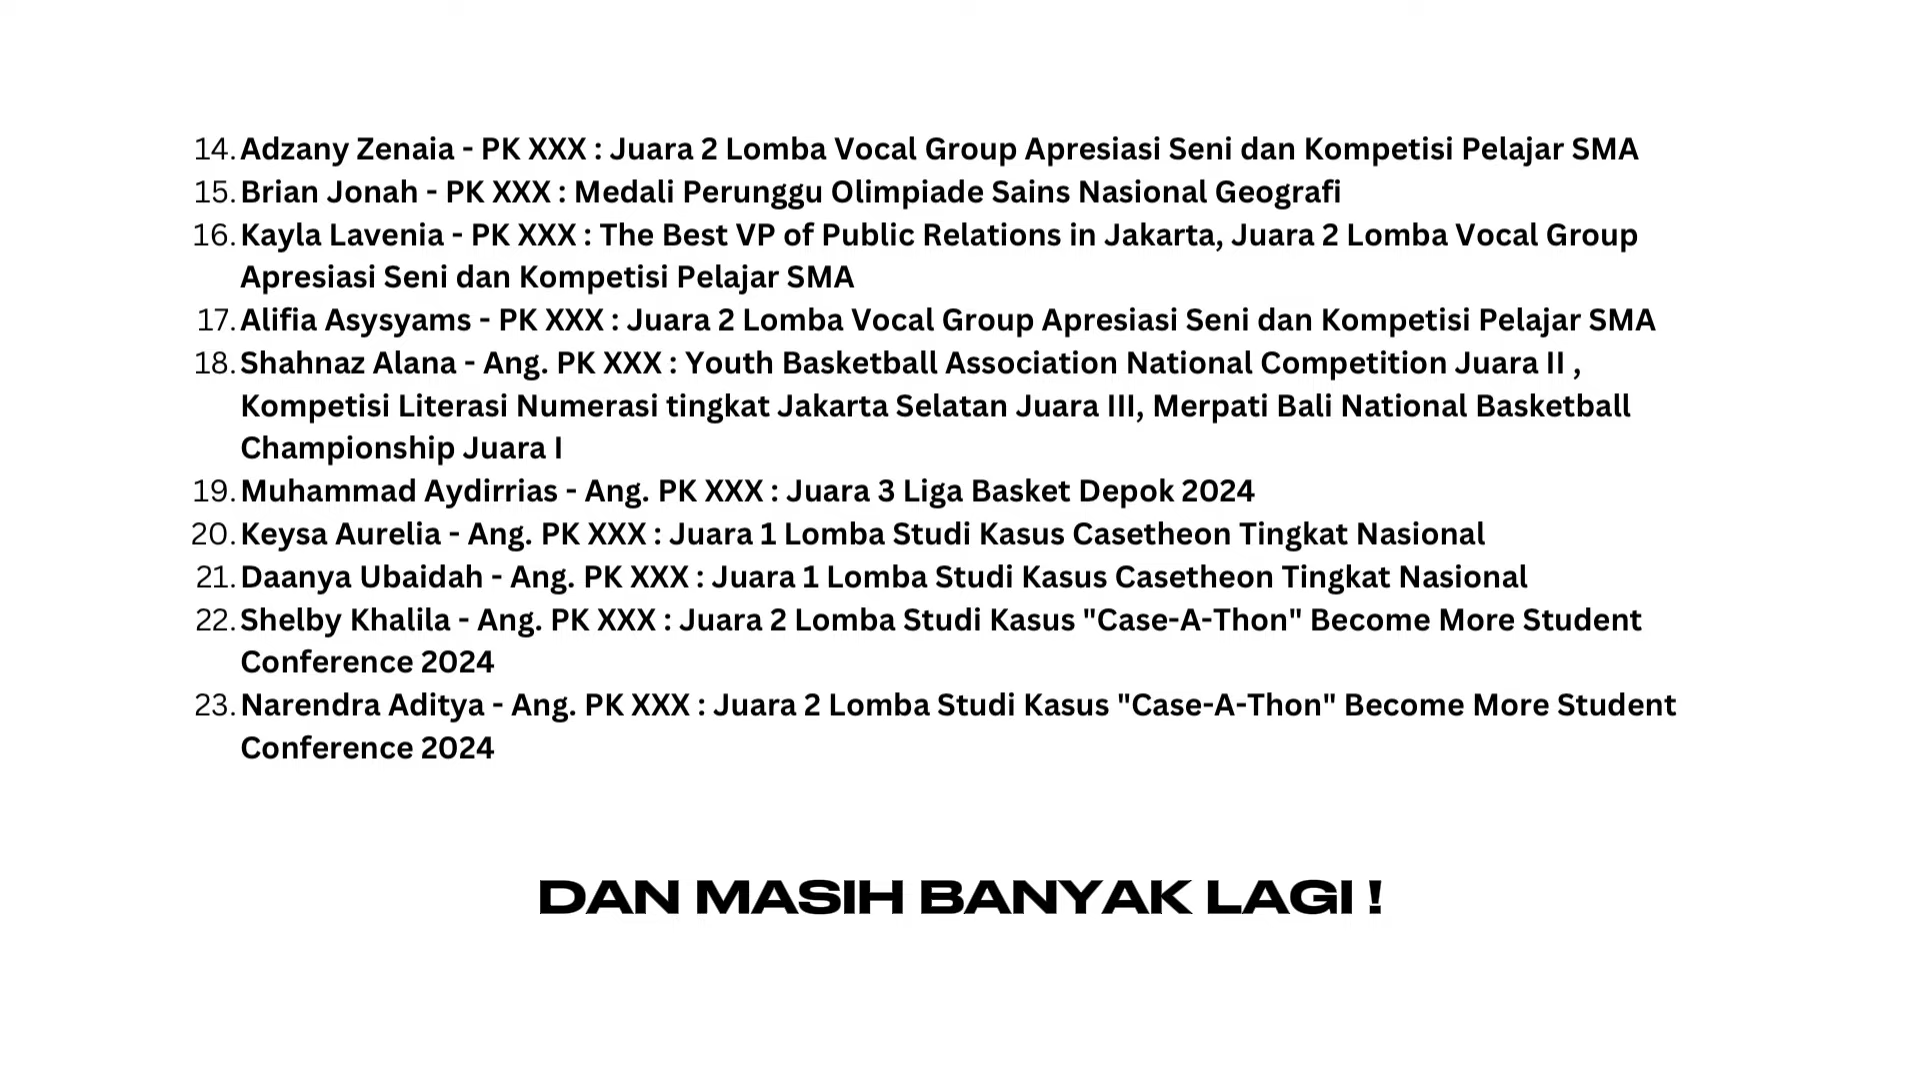 14. Adzany Zenaia - PK XXX : Juara 2 Lomba Vocal Group Apresiasi Seni dan Kompetisi Pelajar SMA
15. Brian Jonah - PK XXX : Medali Perunggu Olimpiade Sains Nasional Geografi
16. Kayla Lavenia - PK XXX : The Best VP of Public Relations in Jakarta, Juara 2 Lomba Vocal Group
Apresiasi Seni dan Kompetisi Pelajar SMA
17. Alifia Asysyams - PK XXX : Juara 2 Lomba Vocal Group Apresiasi Seni dan Kompetisi Pelajar SMA
18. Shahnaz Alana - Ang. PK XXX : Youth Basketball Association National Competition Juara II ,
Kompetisi Literasi Numerasi tingkat Jakarta Selatan Juara III, Merpati Bali National Basketball
Championship Juara I
19. Muhammad Aydirrias - Ang. PK XXX : Juara 3 Liga Basket Depok 2024
20. Keysa Aurelia - Ang. PK XXX : Juara 1 Lomba Studi Kasus Casetheon Tingkat Nasional
21. Daanya Ubaidah - Ang. PK XXX : Juara 1 Lomba Studi Kasus Casetheon Tingkat Nasional
22. Shelby Khalila - Ang. PK XXX : Juara 2 Lomba Studi Kasus "Case-A-Thon" Become More Student
Conference 2024
23. Narendra Aditya - Ang. PK XXX : Juara 2 Lomba Studi Kasus "Case-A-Thon" Become More Student
Conference 2024
DAN MASIH BANYAK LAGI !